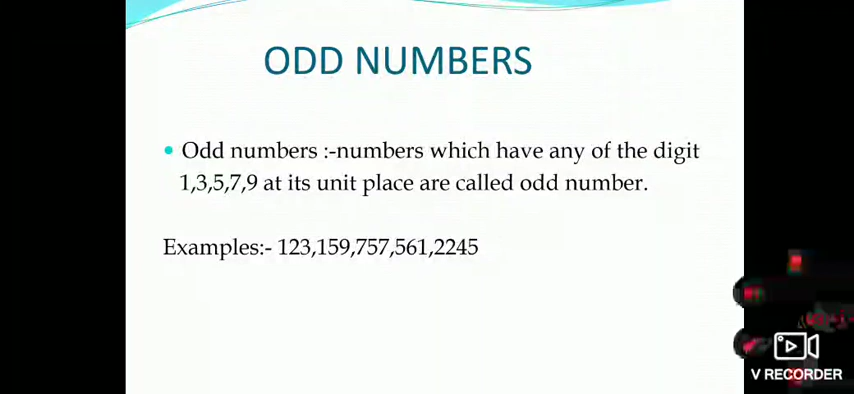 ODD NUMBERS
• Odd numbers :-numbers which have any of the digit
1,3,5,7,9 at its unit place are called odd number.
Examples:- 123,159,757,561,2245
V RECORDER